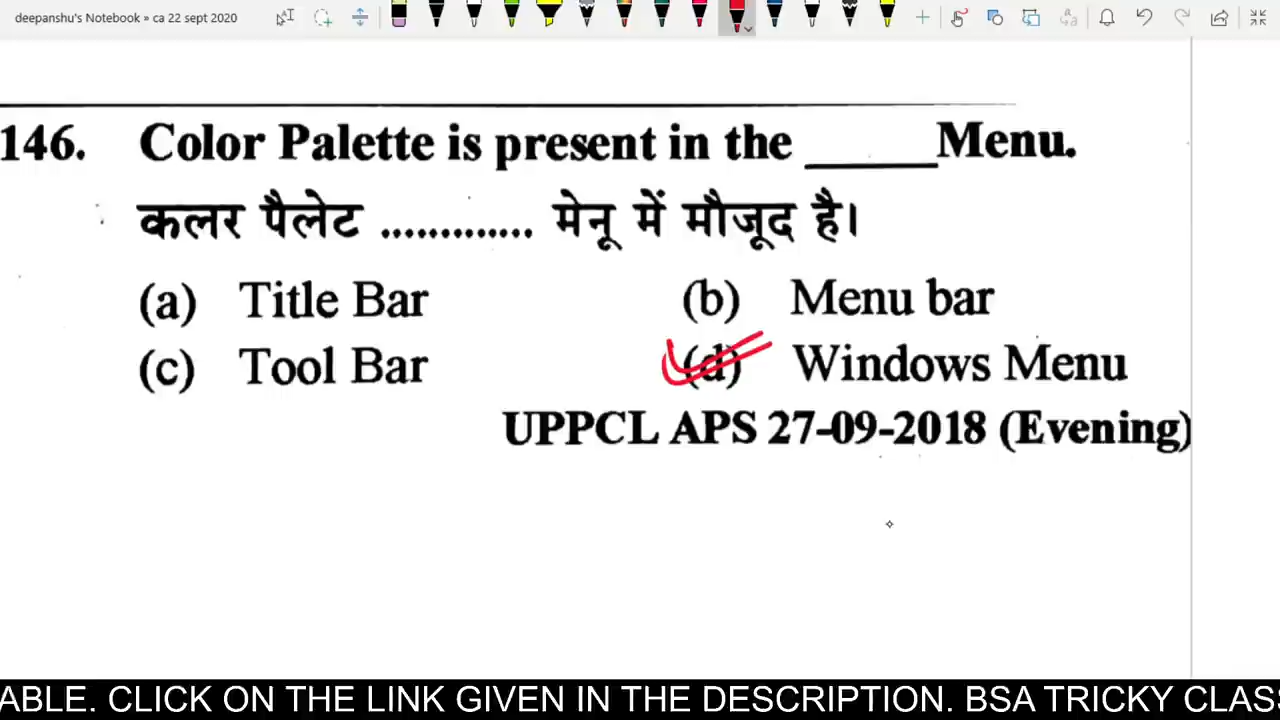 deepanshu's Notebook » ca 22 sept 2020
146. Color Palette is present in the ______Menu.
कलर पैलेट ............. मेनू में मौजूद है।
(a) Title Bar (b) Menu bar
(c) Tool Bar (d) Windows Menu
UPPCL APS 27-09-2018 (Evening)
ABLE. CLICK ON THE LINK GIVEN IN THE DESCRIPTION. BSA TRICKY CLAS